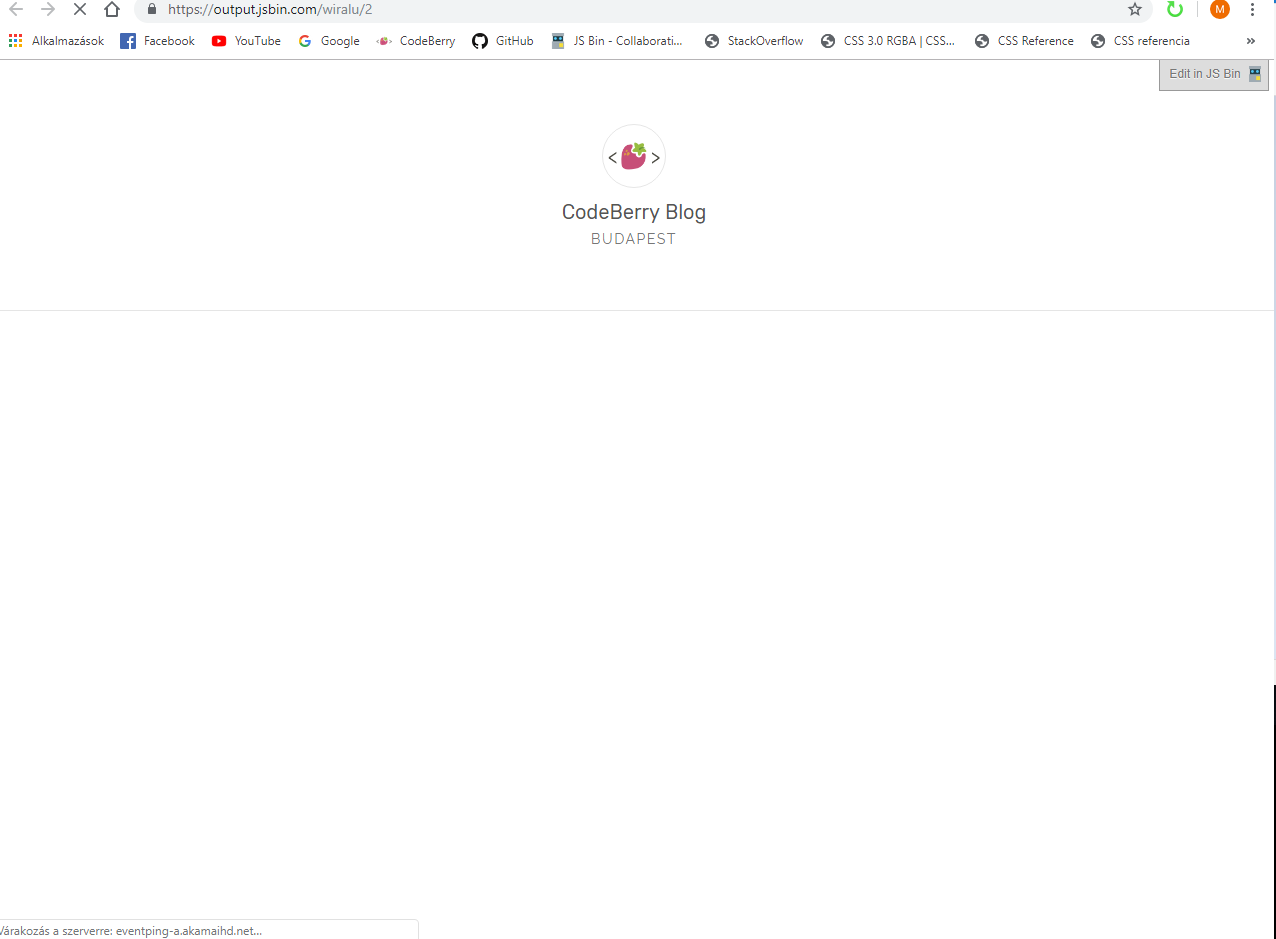 https://output.jsbin.com/wiralu/2
M
Alkalmazások Facebook YouTube Google CodeBerry GitHub JS Bin - Collaborati... StackOverflow CSS 3.0 RGBA | CSS... CSS Reference CSS referencia »
Edit in JS Bin
< >
CodeBerry Blog
BUDAPEST
Várakozás a szerverre: eventping-a.akamaihd.net...